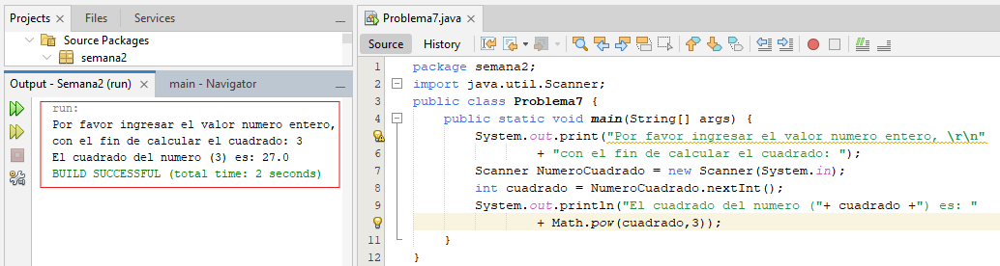 Projects × Files Services
Source Packages
semana2
Output - Semana2 (run) × main - Navigator
run:
Por favor ingresar el valor numero entero,
con el fin de calcular el cuadrado: 3
El cuadrado del numero (3) es: 27.0
BUILD SUCCESSFUL (total time: 2 seconds)
Problema7.java ×
Source History
1 package semana2;
2 import java.util.Scanner;
3 public class Problema7 {
4 public static void main(String[] args) {
System.out.print("Por favor ingresar el valor numero entero, \r\n"
6 + "con el fin de calcular el cuadrado: ");
7 Scanner NumeroCuadrado = new Scanner(System.in);
8 int cuadrado = NumeroCuadrado.nextInt();
9 System.out.println("El cuadrado del numero ("+ cuadrado +") es: "
+ Math.pow(cuadrado,3));
11 }
12 }